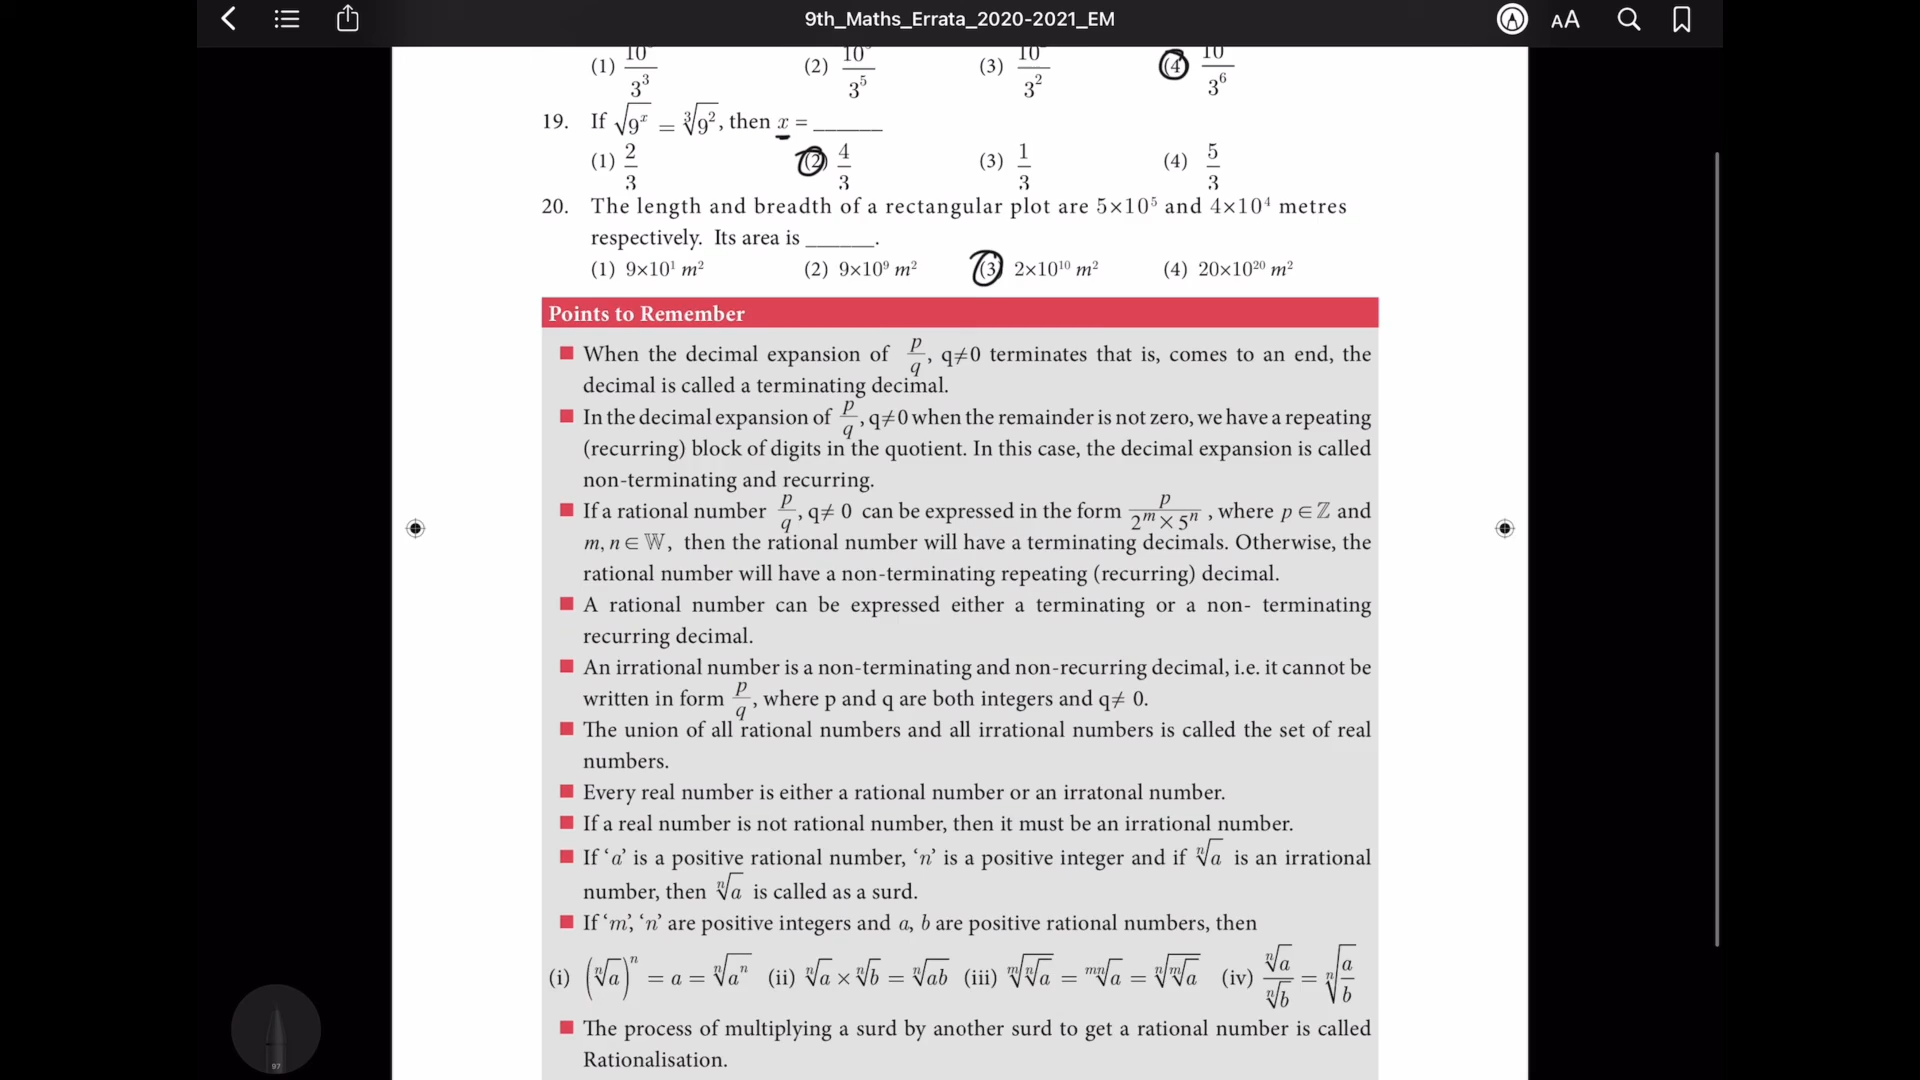 9th_Maths_Errata_2020-2021_EM
AA
(1) 10/3³ (2) 10/3⁵ (3) 10/3² (4) 10/3⁶
19. If √9ˣ = ∛9², then x = ______
(1) 2/3 (2) 4/3 (3) 1/3 (4) 5/3
20. The length and breadth of a rectangular plot are 5×10⁵ and 4×10⁴ metres
respectively. Its area is ______.
(1) 9×10¹ m² (2) 9×10⁹ m² (3) 2×10¹⁰ m² (4) 20×10²⁰ m²
Points to Remember
When the decimal expansion of p/q, q≠0 terminates that is, comes to an end, the
decimal is called a terminating decimal.
In the decimal expansion of p/q, q≠0 when the remainder is not zero, we have a repeating
(recurring) block of digits in the quotient. In this case, the decimal expansion is called
non-terminating and recurring.
If a rational number p/q, q≠ 0 can be expressed in the form p/(2ᵐ × 5ⁿ), where p∈ℤ and
m, n∈𝕎, then the rational number will have a terminating decimals. Otherwise, the
rational number will have a non-terminating repeating (recurring) decimal.
A rational number can be expressed either a terminating or a non- terminating
recurring decimal.
An irrational number is a non-terminating and non-recurring decimal, i.e. it cannot be
written in form p/q, where p and q are both integers and q≠ 0.
The union of all rational numbers and all irrational numbers is called the set of real
numbers.
Every real number is either a rational number or an irratonal number.
If a real number is not rational number, then it must be an irrational number.
If ‘a’ is a positive rational number, ‘n’ is a positive integer and if ⁿ√a is an irrational
number, then ⁿ√a is called as a surd.
If ‘m’, ‘n’ are positive integers and a, b are positive rational numbers, then
(i) (ⁿ√a)ⁿ = a = ⁿ√aⁿ (ii) ⁿ√a × ⁿ√b = ⁿ√ab (iii) ᵐ√ⁿ√a = ᵐⁿ√a = ⁿ√ᵐ√a (iv) ⁿ√a/ⁿ√b = ⁿ√(a/b)
The process of multiplying a surd by another surd to get a rational number is called
Rationalisation.
97